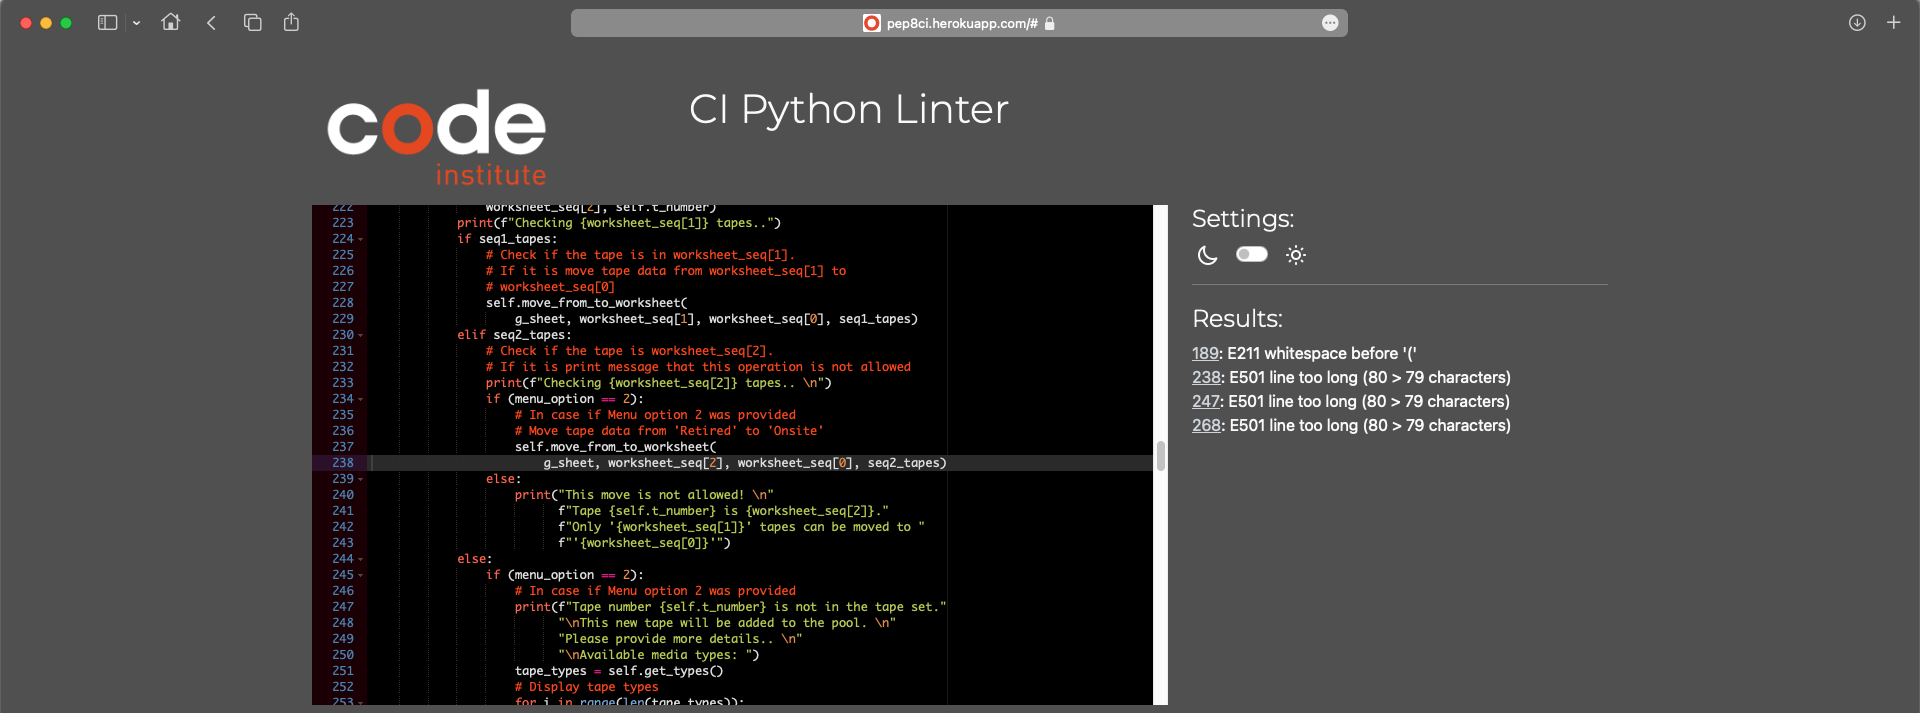 pep8ci.herokuapp.com/#
code
institute
CI Python Linter
222 worksheet_seq[2], self.t_number)
223 print(f"Checking {worksheet_seq[1]} tapes..")
224 if seq1_tapes:
225 # Check if the tape is in worksheet_seq[1].
226 # If it is move tape data from worksheet_seq[1] to
227 # worksheet_seq[0]
228 self.move_from_to_worksheet(
229 g_sheet, worksheet_seq[1], worksheet_seq[0], seq1_tapes)
230 elif seq2_tapes:
231 # Check if the tape is worksheet_seq[2].
232 # If it is print message that this operation is not allowed
233 print(f"Checking {worksheet_seq[2]} tapes.. \n")
234 if (menu_option == 2):
235 # In case if Menu option 2 was provided
236 # Move tape data from 'Retired' to 'Onsite'
237 self.move_from_to_worksheet(
238 g_sheet, worksheet_seq[2], worksheet_seq[0], seq2_tapes)
239 else:
240 print("This move is not allowed! \n"
241 f"Tape {self.t_number} is {worksheet_seq[2]}."
242 f"Only '{worksheet_seq[1]}' tapes can be moved to "
243 f"'{worksheet_seq[0]}'")
244 else:
245 if (menu_option == 2):
246 # In case if Menu option 2 was provided
247 print(f"Tape number {self.t_number} is not in the tape set."
248 "\nThis new tape will be added to the pool. \n"
249 "Please provide more details.. \n"
250 "\nAvailable media types: ")
251 tape_types = self.get_types()
252 # Display tape types
253 for i in range(len(tape_types)):
Settings:
Results:
189: E211 whitespace before '('
238: E501 line too long (80 > 79 characters)
247: E501 line too long (80 > 79 characters)
268: E501 line too long (80 > 79 characters)